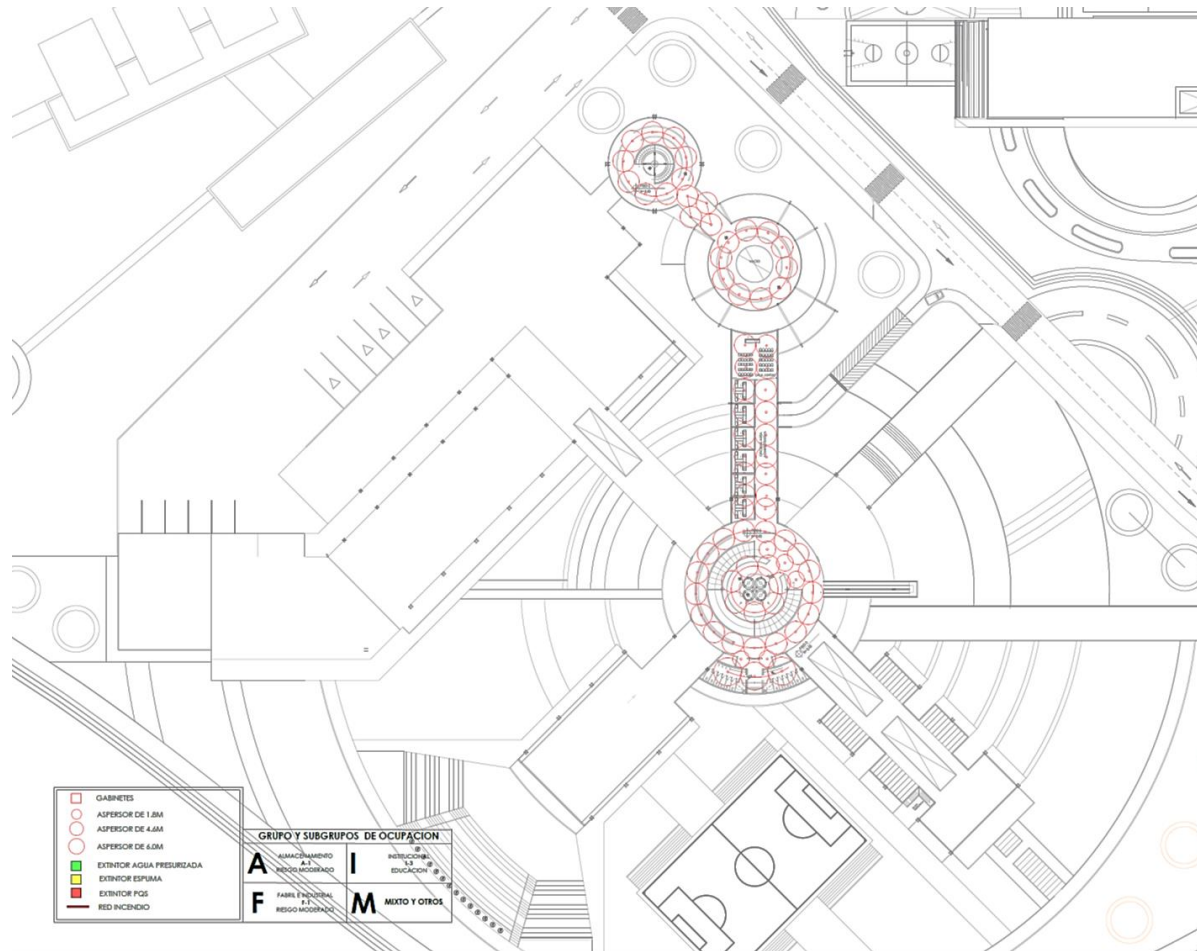 GABINETES
ASPERSOR DE 1.8M
ASPERSOR DE 4.6M
ASPERSOR DE 6.0M
EXTINTOR AGUA PRESURIZADA
EXTINTOR ESPUMA
EXTINTOR PQS
RED INCENDIO
GRUPO Y SUBGRUPOS DE OCUPACION
A
ALMACENAMIENTO
A-1
RIESGO MODERADO
I
INSTITUCIONAL
I-3
EDUCACION
F
FABRIL E INDUSTRIAL
F-1
RIESGO MODERADO
M
MIXTO Y OTROS